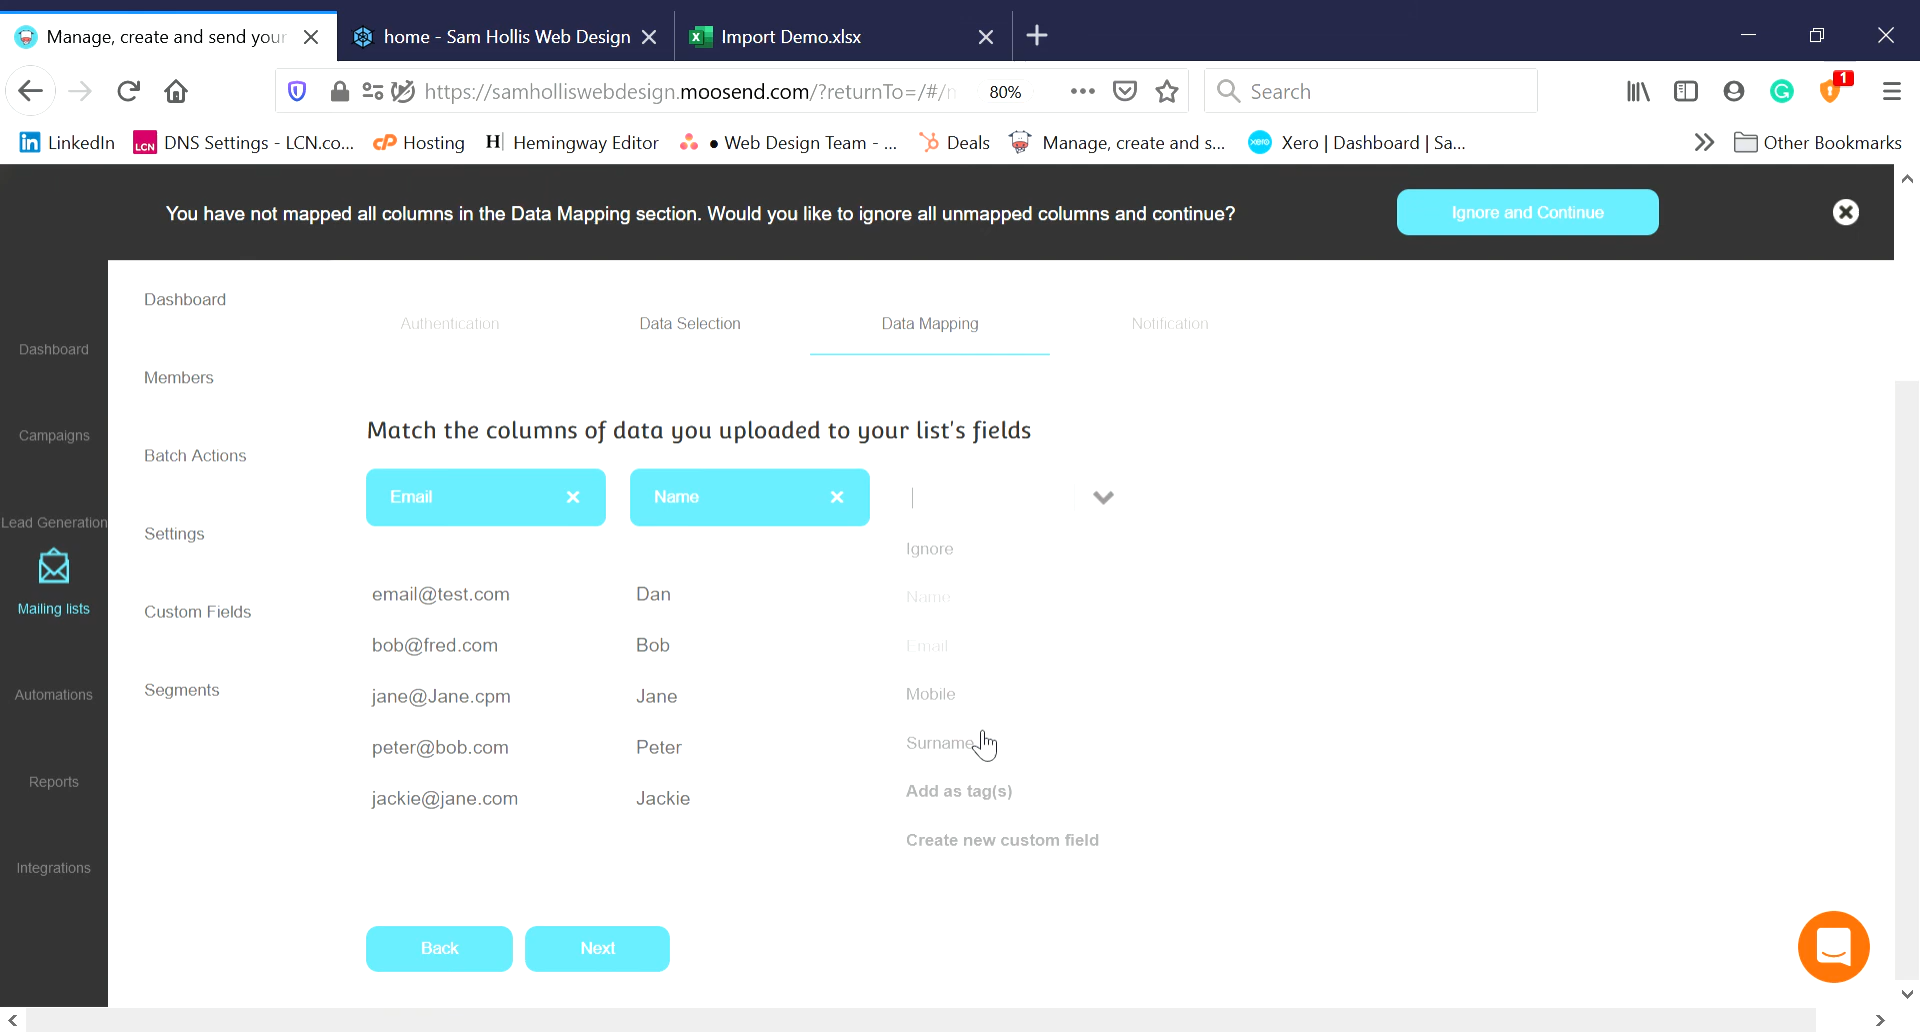 Manage, create and send your
home - Sam Hollis Web Design
Import Demo.xlsx
https://samholliswebdesign.moosend.com/?returnTo=/#/
80%
Search
1
LinkedIn
LCN
DNS Settings - LCN.co...
cP
Hosting
H
Hemingway Editor
● Web Design Team - ...
Deals
Manage, create and s...
xero
Xero | Dashboard | Sa...
Other Bookmarks
You have not mapped all columns in the Data Mapping section. Would you like to ignore all unmapped columns and continue?
Ignore and Continue
Dashboard
Campaigns
Lead Generation
Mailing lists
Automations
Reports
Integrations
Dashboard
Members
Batch Actions
Settings
Custom Fields
Segments
Authentication
Data Selection
Data Mapping
Notification
Match the columns of data you uploaded to your list's fields
Email
Name
email@test.com
Dan
bob@fred.com
Bob
jane@Jane.cpm
Jane
peter@bob.com
Peter
jackie@jane.com
Jackie
Ignore
Name
Email
Mobile
Surname
Add as tag(s)
Create new custom field
Back
Next